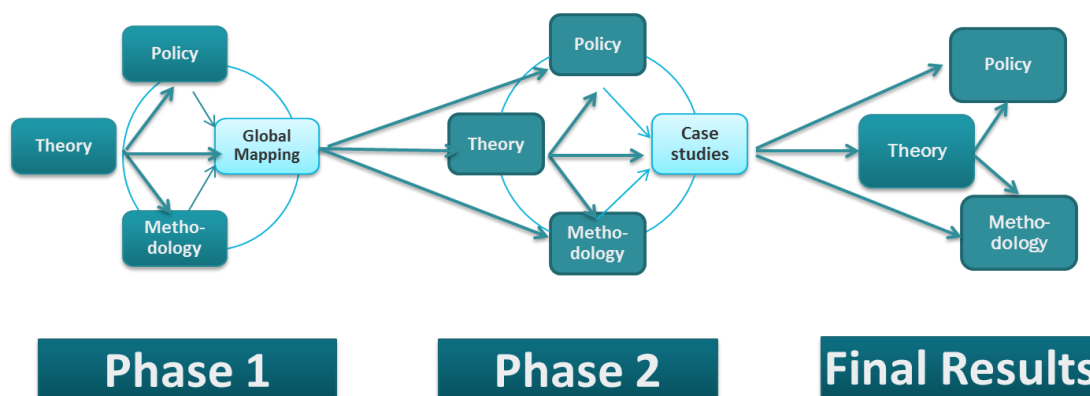 Policy
Theory
Global
Mapping
Metho-
dology
Policy
Theory
Case
studies
Metho-
dology
Policy
Theory
Metho-
dology
Phase 1
Phase 2
Final Results